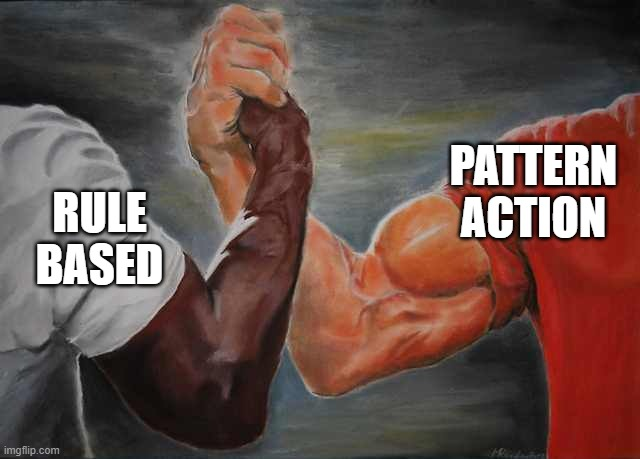 RULE
BASED
PATTERN
ACTION
imgflip.com